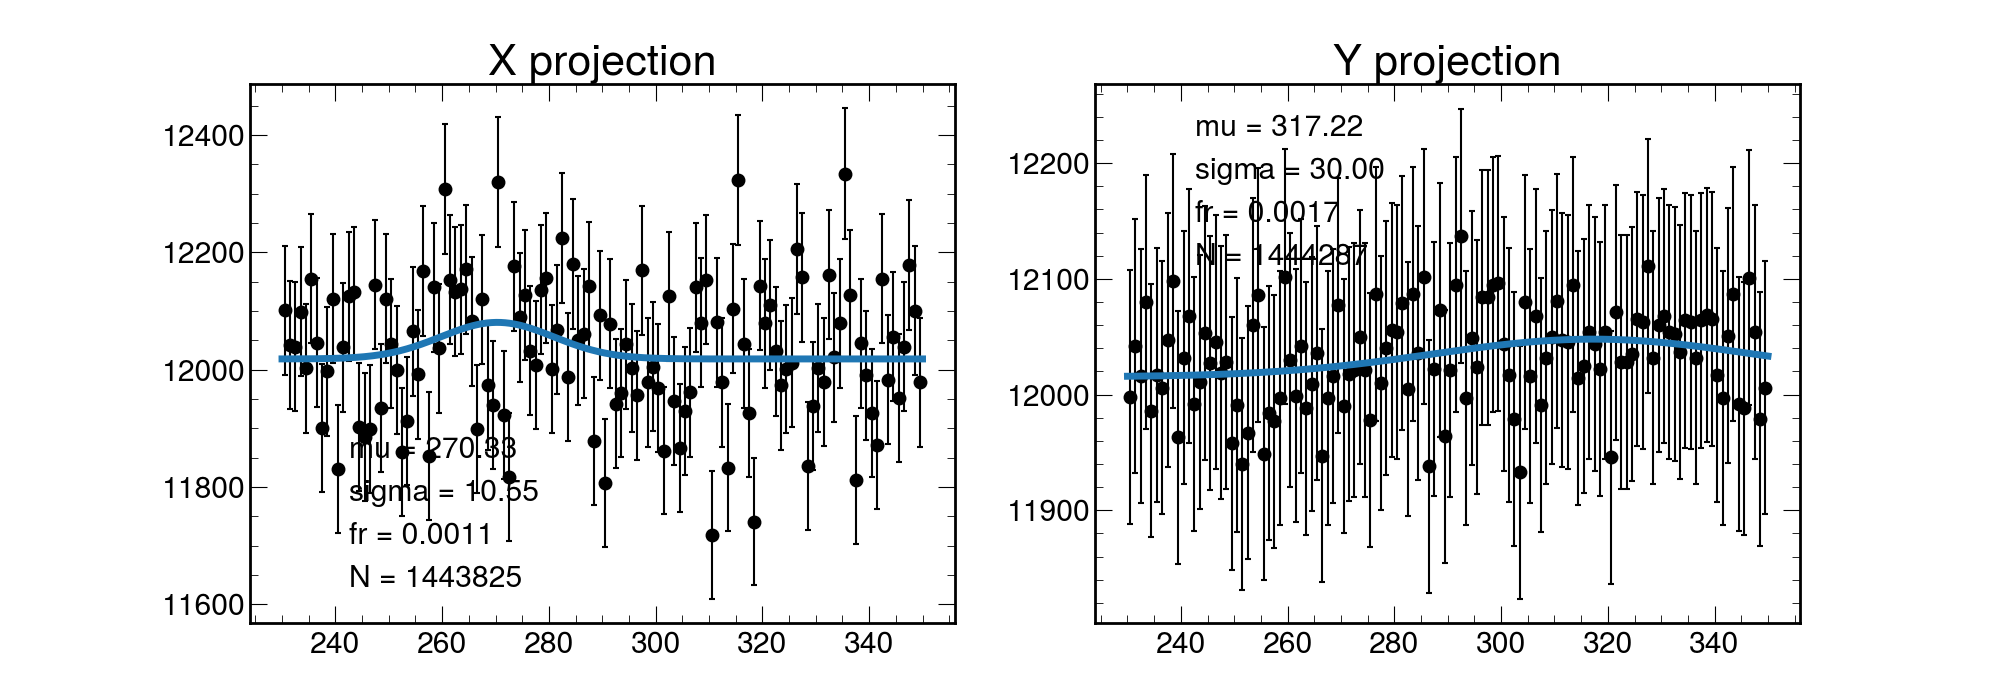 X projection
12400
12200
12000
11800
11600
mu = 270.33
sigma = 10.55
fr = 0.0011
N = 1443825
240 260 280 300 320 340
Y projection
12200
12100
12000
11900
mu = 317.22
sigma = 30.00
fr = 0.0017
N = 1444287
240 260 280 300 320 340